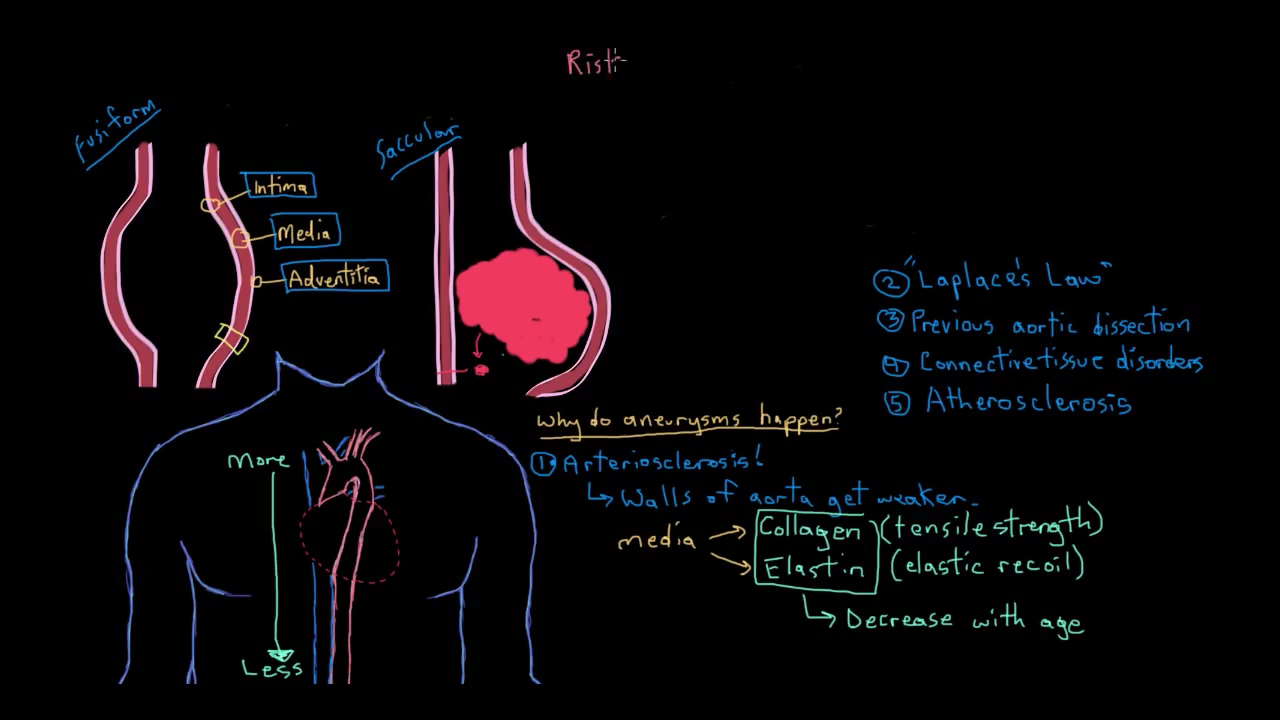 Risti
Fusiform
Saccular
Intima
Media
Adventitia
② "Laplace's Law"
③ Previous aortic dissection
④ Connective tissue disorders
⑤ Atherosclerosis
Why do aneurysms happen?
①. Arteriosclerosis!
↳ Walls of aorta get weaker.
media → Collagen (tensile strength)
→ Elastin (elastic recoil)
↳ Decrease with age
More
Less